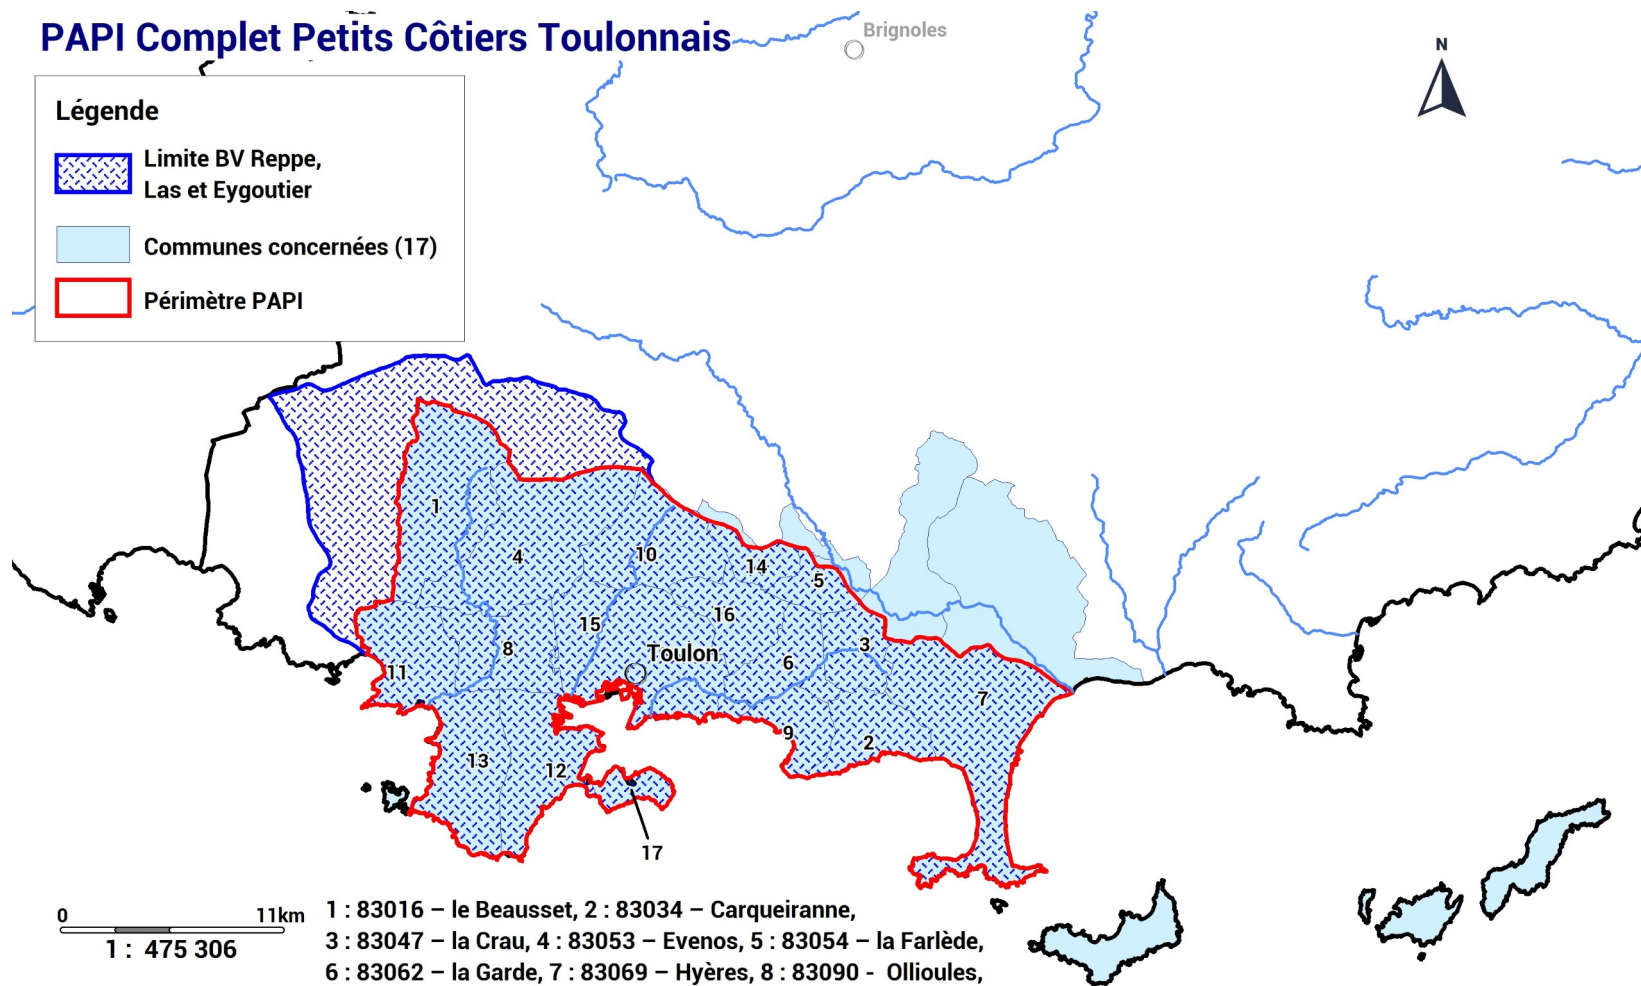 PAPI Complet Petits Côtiers Toulonnais
Brignoles
N
Légende
Limite BV Reppe,
Las et Eygoutier
Communes concernées (17)
Périmètre PAPI
1
4
10
14
5
16
15
3
8
Toulon
6
11
7
9
2
13
12
17
0 11km
1 : 475 306
1 : 83016 – le Beausset, 2 : 83034 – Carqueiranne,
3 : 83047 – la Crau, 4 : 83053 – Evenos, 5 : 83054 – la Farlède,
6 : 83062 – la Garde, 7 : 83069 – Hyères, 8 : 83090 - Ollioules,